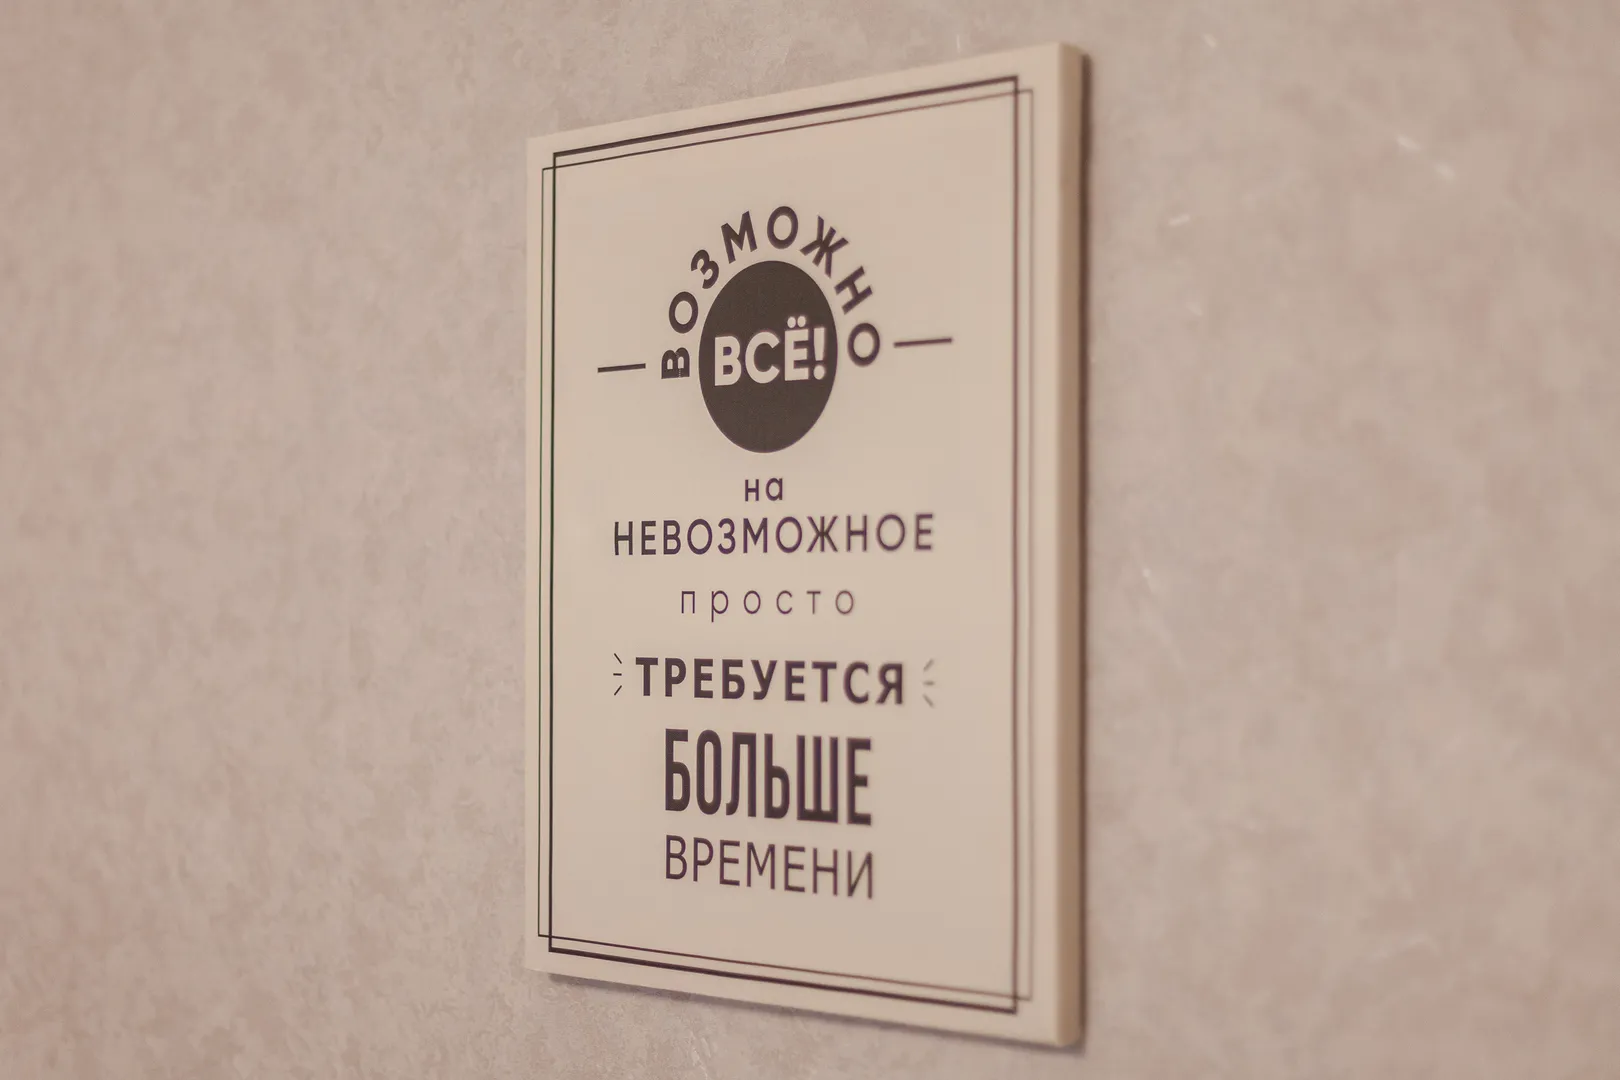 ВОЗМОЖНО
ВСЁ!
на
НЕВОЗМОЖНОЕ
просто
ТРЕБУЕТСЯ
БОЛЬШЕ
ВРЕМЕНИ